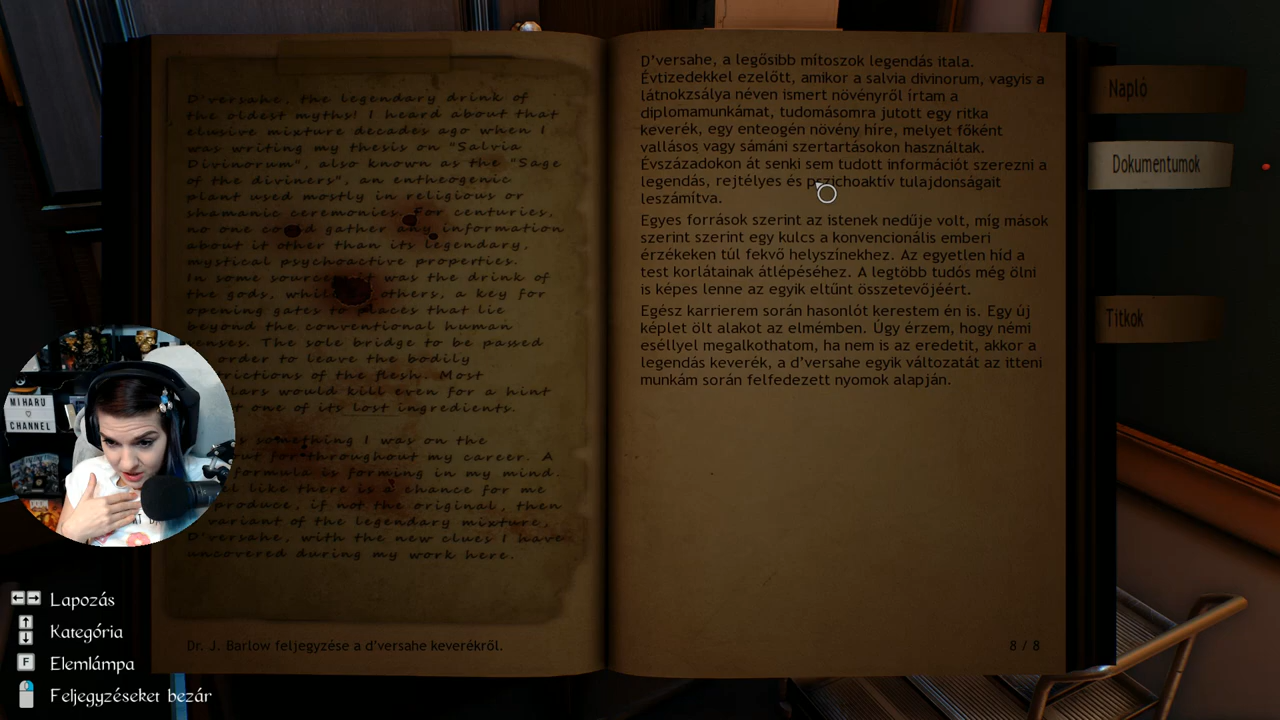 D'versahe, the legendary drink of
the oldest myths! I heard about that
elusive mixture decades ago when I
was writing my thesis on "Salvia
Divinorum", also known as the "Sage
of the diviners", an entheogenic
plant used mostly in religious or
shamanic ceremonies. For centuries,
no one could gather any information
about it other than its legendary,
mystical psychoactive properties.
In some sources it was the drink of
the gods, while others, a key for
opening gates to places that lie
beyond the conventional human
senses. The sole bridge to be passed
order to leave the bodily
of the flesh. Most
would kill even for a hint
one of its lost ingredients.
something I was on the
throughout my career. A
formula is forming in my mind.
like there is a chance for me
produce, if not the original, then
variant of the legendary mixture,
D'versahe, with the new clues I have
uncovered during my work here.
Dr. J. Barlow feljegyzése a d'versahe keverékről.
D'versahe, a legősibb mítoszok legendás itala.
Évtizedekkel ezelőtt, amikor a salvia divinorum, vagyis a
látnokzsálya néven ismert növényről írtam a
diplomamunkámat, tudomásomra jutott egy ritka
keverék, egy enteogén növény híre, melyet főként
vallásos vagy sámáni szertartásokon használtak.
Évszázadokon át senki sem tudott információt szerezni a
legendás, rejtélyes és pszichoaktív tulajdonságait
leszámítva.
Egyes források szerint az istenek nedűje volt, míg mások
szerint szerint egy kulcs a konvencionális emberi
érzékeken túl fekvő helyszínekhez. Az egyetlen híd a
test korlátainak átlépéséhez. A legtöbb tudós még ölni
is képes lenne az egyik eltűnt összetevőjéért.
Egész karrierem során hasonlót kerestem én is. Egy új
képlet ölt alakot az elmémben. Úgy érzem, hogy némi
eséllyel megalkothatom, ha nem is az eredetit, akkor a
legendás keverék, a d'versahe egyik változatát az itteni
munkám során felfedezett nyomok alapján.
8 / 8
Napló
Dokumentumok
Titkok
MIHARU
CHANNEL
Lapozás
Kategória
F Elemlámpa
Feljegyzéseket bezár